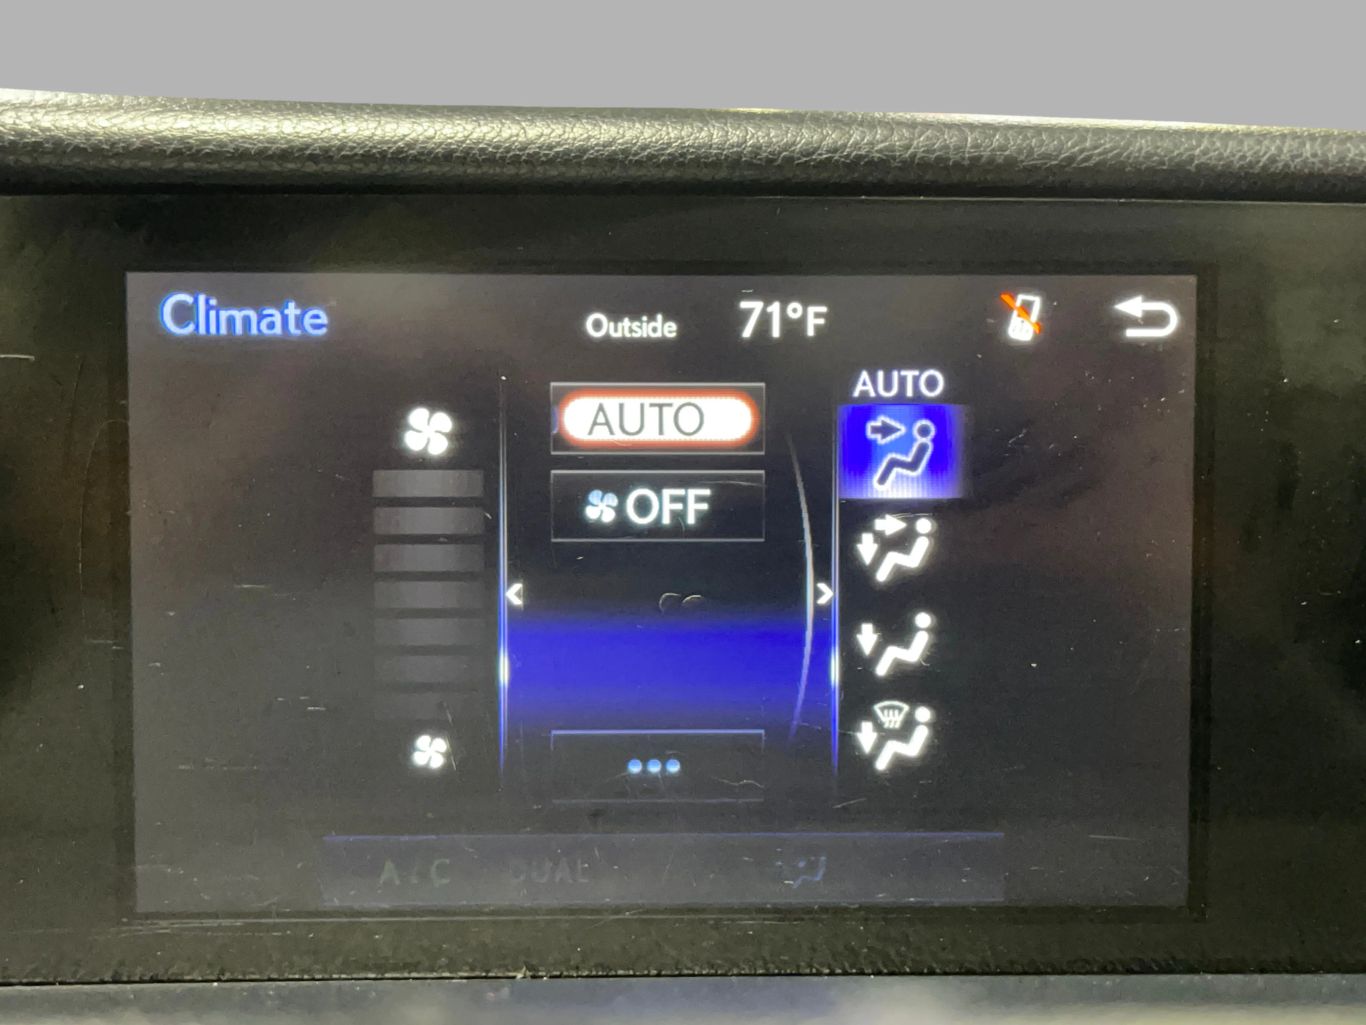 Climate
Outside 71°F
AUTO
AUTO
OFF
A/C DUAL